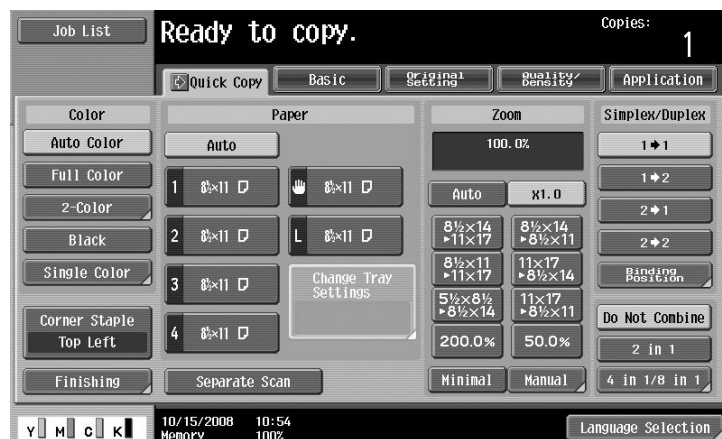 Job List
Ready to copy.
Copies:
1
Quick Copy
Basic
Original Setting
Quality/Density
Application
Color
Auto Color
Full Color
2-Color
Black
Single Color
Corner Staple
Top Left
Finishing
Paper
Auto
1 8½×11
8½×11
2 8½×11
L 8½×11
3 8½×11
Change Tray
Settings
4 8½×11
Separate Scan
Zoom
100.0%
Auto
x1.0
8½×14
▸11×17
8½×14
▸8½×11
8½×11
▸11×17
11×17
▸8½×14
5½×8½
▸8½×14
11×17
▸8½×11
200.0%
50.0%
Minimal
Manual
Simplex/Duplex
1➔1
1➔2
2➔1
2➔2
Binding
Position
Do Not Combine
2 in 1
4 in 1/8 in 1
Y M C K
10/15/2008 10:54
Memory 100%
Language Selection